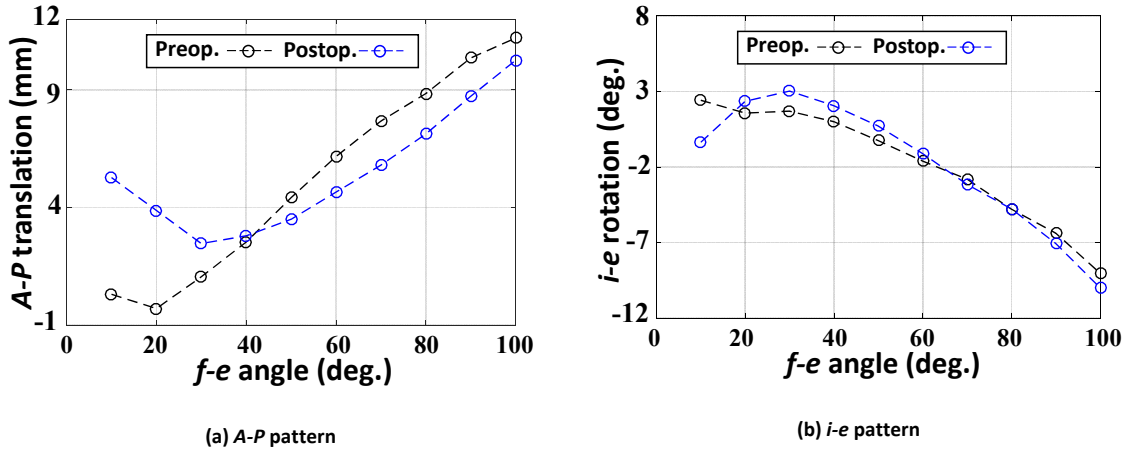 12
9
4
-1
A-P translation (mm)
Preop. Postop.
0 20 40 60 80 100
f-e angle (deg.)
(a) A-P pattern
8
3
-2
-7
-12
i-e rotation (deg.)
Preop. Postop.
0 20 40 60 80 100
f-e angle (deg.)
(b) i-e pattern